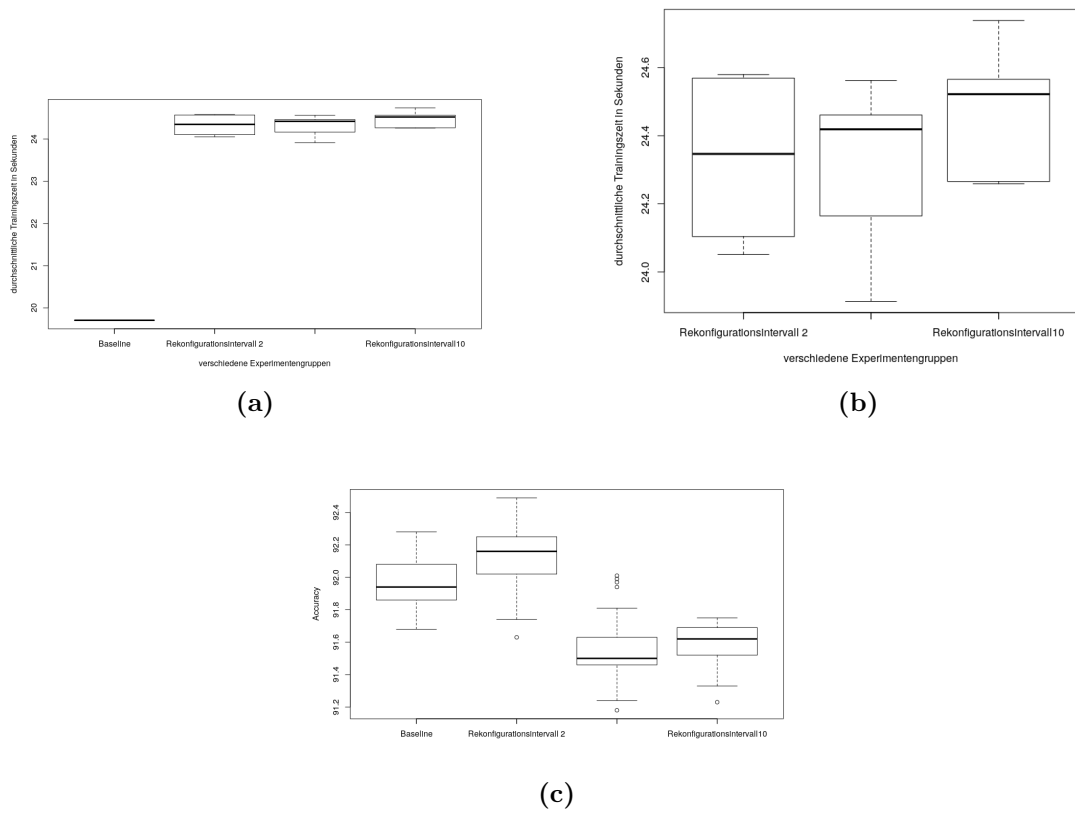 durchschnittliche Trainingszeit in Sekunden
24
23
22
21
20
Baseline
Rekonfigurationsintervall 2
Rekonfigurationsintervall10
verschiedene Experimentengruppen
(a)
durchschnittliche Trainingszeit in Sekunden
24.6
24.4
24.2
24.0
Rekonfigurationsintervall 2
Rekonfigurationsintervall10
verschiedene Experimentengruppen
(b)
Accuracy
92.4
92.2
92.0
91.8
91.6
91.4
91.2
Baseline
Rekonfigurationsintervall 2
Rekonfigurationsintervall10
(c)